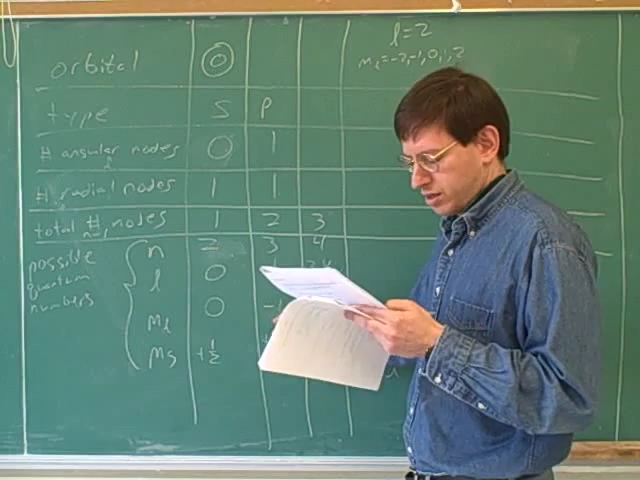 l=2
mₗ=-2,-1,0,1,2
orbital
type S P
# angular nodes 0 1
# radial nodes 1 1
total # nodes 1 2 3
possible quantum numbers
n 2 3 4
l 0
mₗ 0 -1
mₛ +1/2